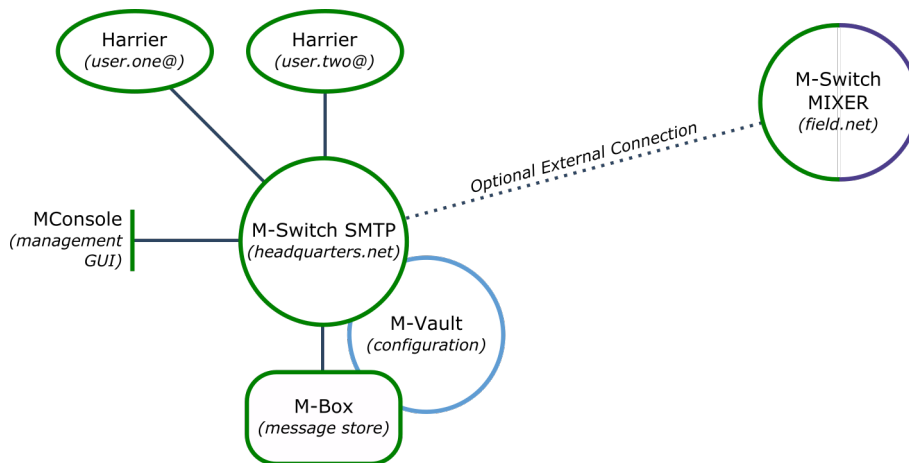 Harrier
(user.one@)
Harrier
(user.two@)
M-Switch
MIXER
(field.net)
Optional External Connection
MConsole
(management
GUI)
M-Switch SMTP
(headquarters.net)
M-Vault
(configuration)
M-Box
(message store)